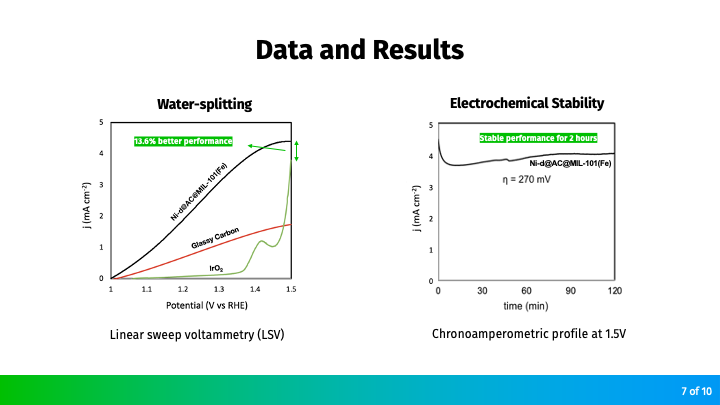 Data and Results
Water-splitting
13.6% better performance
j (mA cm⁻²)
5
4
3
2
1
0
Ni-d@AC@MIL-101(Fe)
Glassy Carbon
IrO₂
1 1.1 1.2 1.3 1.4 1.5
Potential (V vs RHE)
Linear sweep voltammetry (LSV)
Electrochemical Stability
Stable performance for 2 hours
j (mA cm⁻²)
5
4
3
2
1
0
Ni-d@AC@MIL-101(Fe)
η = 270 mV
0 30 60 90 120
time (min)
Chronoamperometric profile at 1.5V
7 of 10